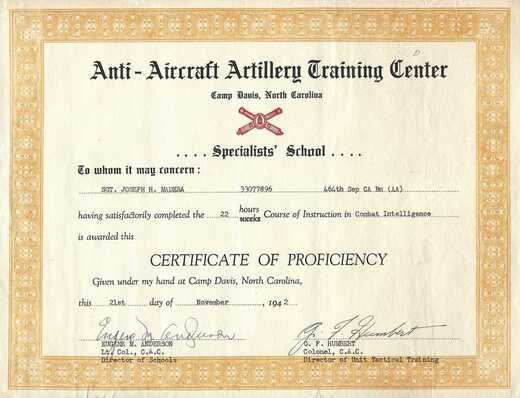 Anti-Aircraft Artillery Training Center
Camp Davis, North Carolina
.... Specialists' School ....
To whom it may concern:
SGT. JOSEPH H. MADERA 33077896 464th Sep CA Bn (AA)
having satisfactorily completed the 22 hours weeks Course of Instruction in Combat Intelligence
is awarded this
CERTIFICATE OF PROFICIENCY
Given under my hand at Camp Davis, North Carolina,
this 21st day of November, 1942.
Eugene M. Anderson G. F. Humbert
EUGENE M. ANDERSON G. F. HUMBERT
Lt. Col., C.A.C. Colonel, C.A.C.
Director of Schools Director of Unit Tactical Training